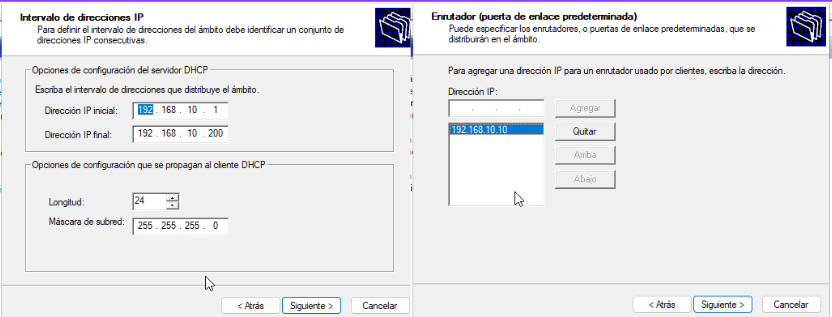 Intervalo de direcciones IP
Para definir el intervalo de direcciones del ámbito debe identificar un conjunto de
direcciones IP consecutivas.
Opciones de configuración del servidor DHCP
Escriba el intervalo de direcciones que distribuye el ámbito.
Dirección IP inicial: 192 . 168 . 10 . 1
Dirección IP final: 192 . 168 . 10 . 200
Opciones de configuración que se propagan al cliente DHCP
Longitud: 24
Máscara de subred: 255 . 255 . 255 . 0
< Atrás Siguiente > Cancelar
Enrutador (puerta de enlace predeterminada)
Puede especificar los enrutadores, o puertas de enlace predeterminadas, que se
distribuirán en el ámbito.
Para agregar una dirección IP para un enrutador usado por clientes, escriba la dirección.
Dirección IP:
. . . Agregar
192.168.10.10 Quitar
Arriba
Abajo
< Atrás Siguiente > Cancelar